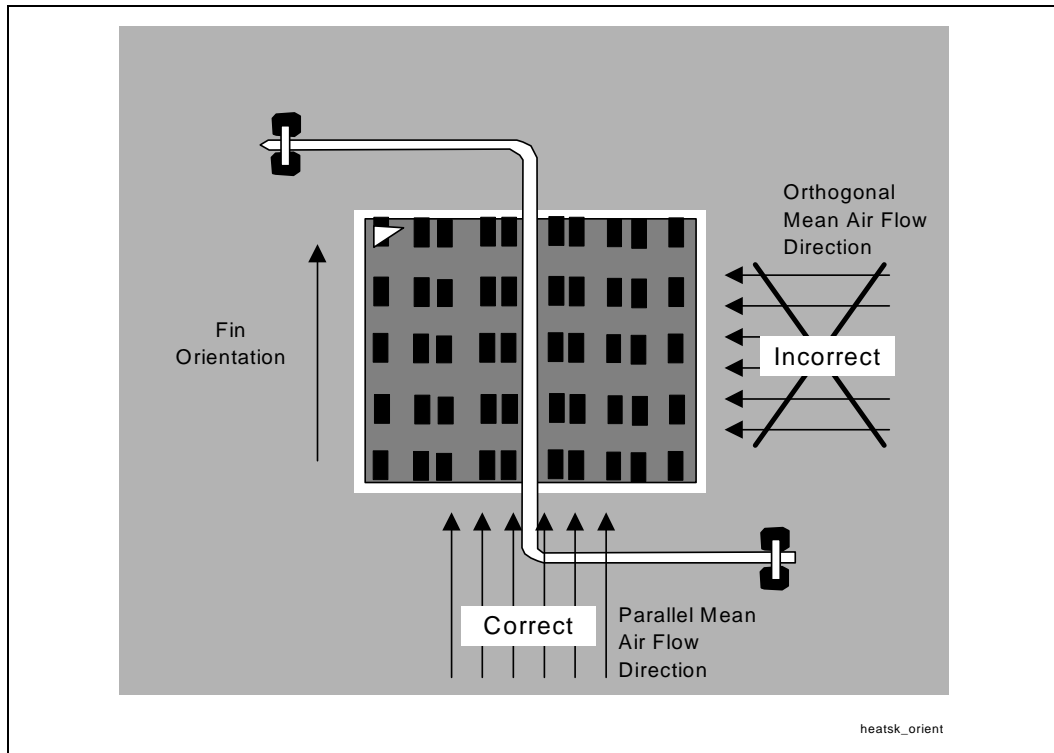 Orthogonal
Mean Air Flow
Direction
Fin
Orientation
Incorrect
Correct
Parallel Mean
Air Flow
Direction
heatsk_orient